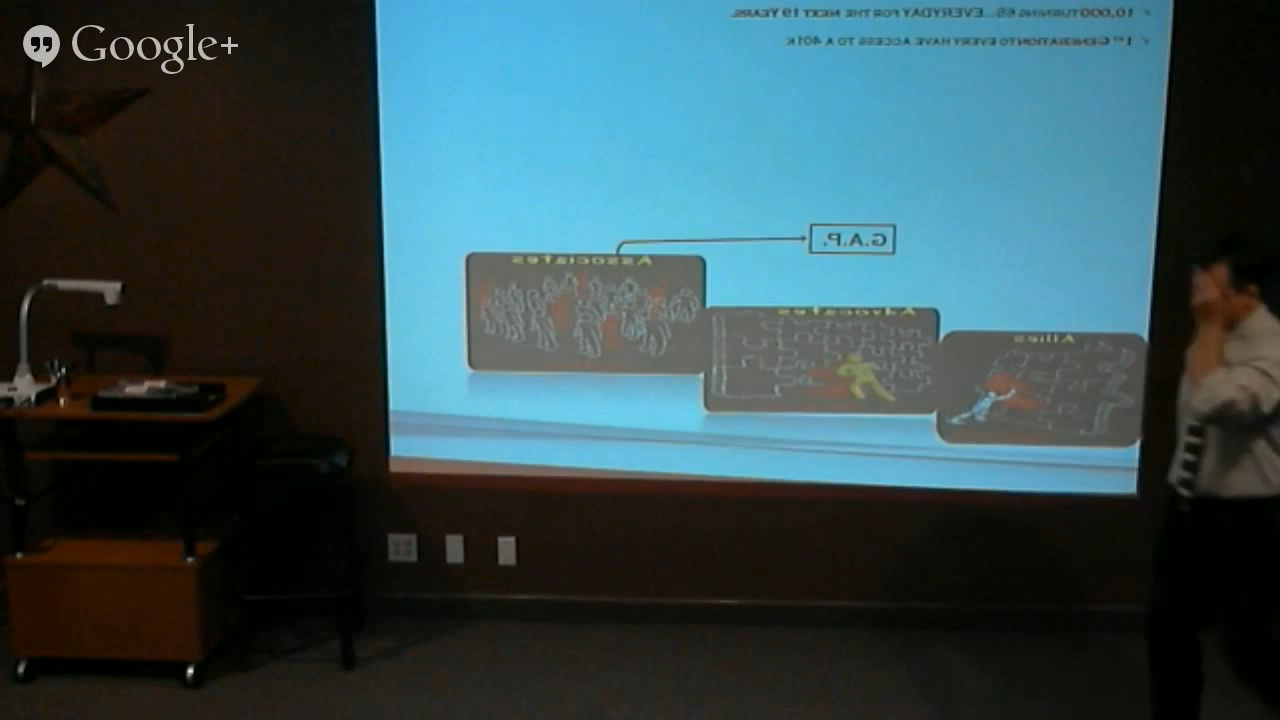 Google+
✓ 10,000 TURNING 65...EVERYDAY FOR THE NEXT 19 YEARS.
✓ 1ST GENERATION TO EVERY HAVE ACCESS TO A 401K
G.A.P.
Associates
Advocates
Allies